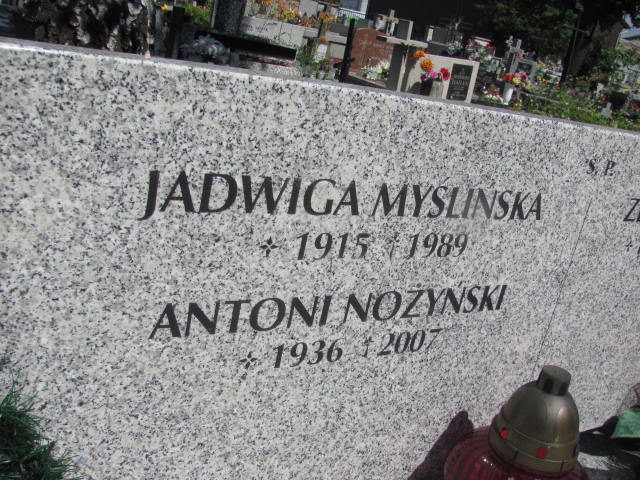 JADWIGA MYSLINSKA
1915 † 1989
ANTONI NOZYNSKI
1936 † 2007
S. P.
Z